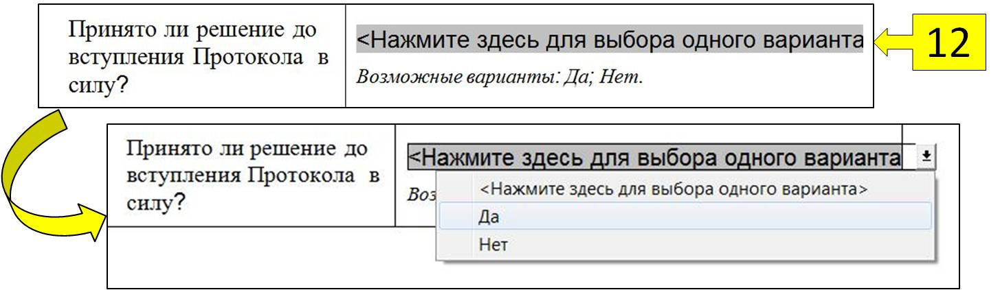 Принято ли решение до
вступления Протокола в
силу?
<Нажмите здесь для выбора одного варианта
Возможные варианты: Да; Нет.
12
Принято ли решение до
вступления Протокола в
силу?
<Нажмите здесь для выбора одного варианта
Воз
<Нажмите здесь для выбора одного варианта>
Да
Нет